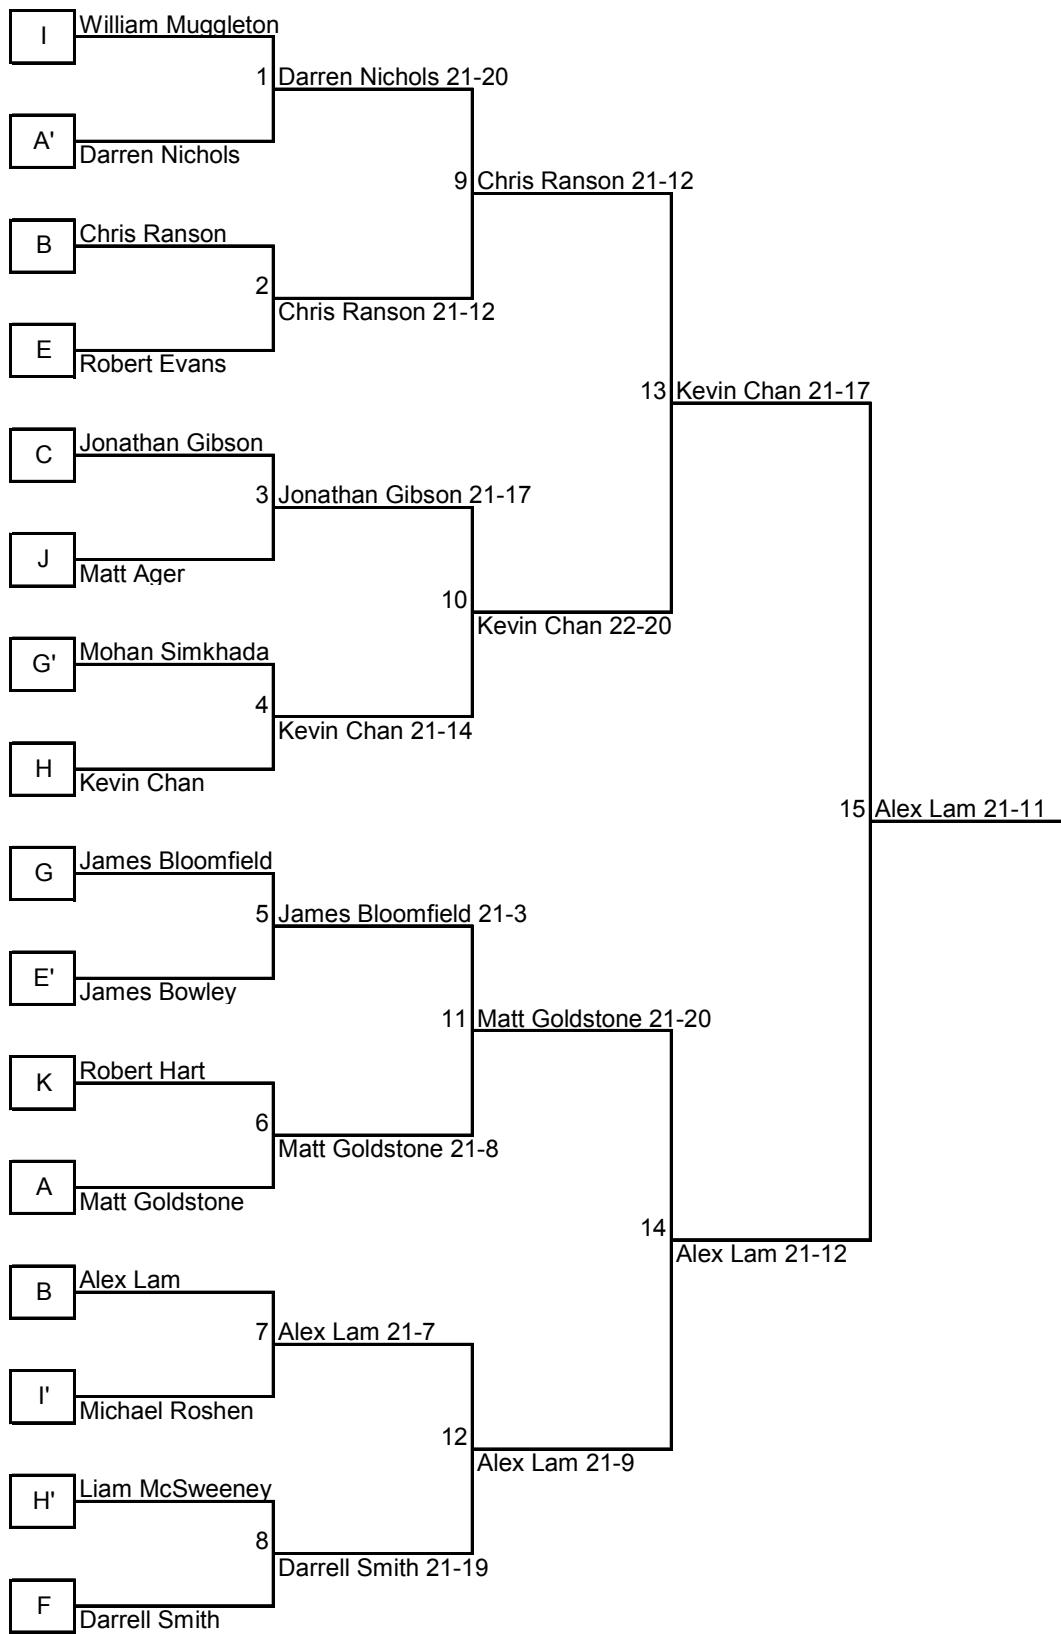 I
William Muggleton
1 Darren Nichols 21-20
A'
Darren Nichols
9 Chris Ranson 21-12
B
Chris Ranson
2
Chris Ranson 21-12
E
Robert Evans
13 Kevin Chan 21-17
C
Jonathan Gibson
3 Jonathan Gibson 21-17
J
Matt Ager
10
Kevin Chan 22-20
G'
Mohan Simkhada
4
Kevin Chan 21-14
H
Kevin Chan
15 Alex Lam 21-11
G
James Bloomfield
5 James Bloomfield 21-3
E'
James Bowley
11 Matt Goldstone 21-20
K
Robert Hart
6
Matt Goldstone 21-8
A
Matt Goldstone
14
Alex Lam 21-12
B
Alex Lam
7 Alex Lam 21-7
I'
Michael Roshen
12
Alex Lam 21-9
H'
Liam McSweeney
8
Darrell Smith 21-19
F
Darrell Smith